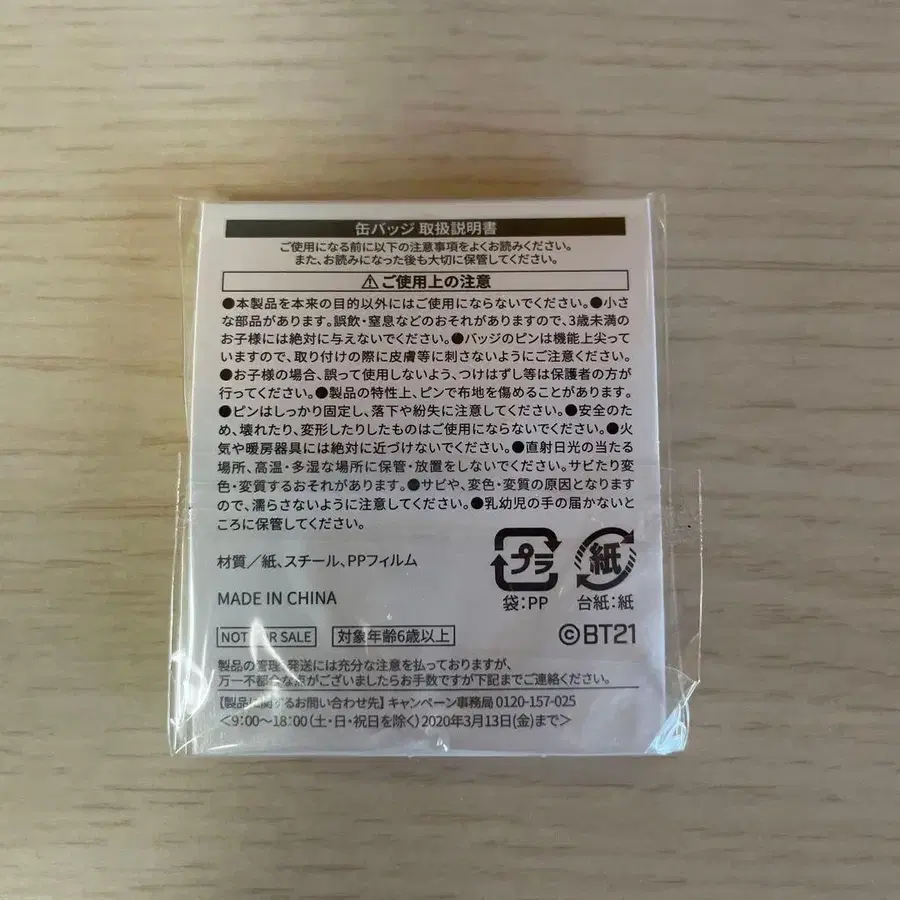 缶バッジ 取扱説明書
ご使用になる前に以下の注意事項をよくお読みください。
また、お読みになった後も大切に保管してください。
⚠ご使用上の注意
●本製品を本来の目的以外にはご使用にならないでください。●小さ
な部品があります。誤飲・窒息などのおそれがありますので、3歳未満の
お子様には絶対に与えないでください。●バッジのピンは機能上尖って
いますので、取り付けの際に皮膚等に刺さないようにご注意ください。
●お子様の場合、誤って使用しないよう、つけはずし等は保護者の方が
行ってください。●製品の特性上、ピンで布地を傷めることがあります。
●ピンはしっかり固定し、落下や紛失に注意してください。●安全のた
め、壊れたり、変形したりしたものはご使用にならないでください。●火
気や暖房器具には絶対に近づけないでください。●直射日光の当たる
場所、高温・多湿な場所に保管・放置をしないでください。サビたり変
色・変質するおそれがあります。●サビや、変色・変質の原因となります
ので、濡らさないように注意してください。●乳幼児の手の届かないと
ころに保管してください。
材質/紙、スチール、PPフィルム
プラ
紙
袋:PP
台紙:紙
MADE IN CHINA
NOT FOR SALE
対象年齢6歳以上
©BT21
製品の管理・発送には充分な注意を払っておりますが、
万一不都合な点がございましたらお手数ですが下記までご連絡ください。
【製品に関するお問い合わせ先】キャンペーン事務局 0120-157-025
<9:00〜18:00(土・日・祝日を除く)2020年3月13日(金)まで>